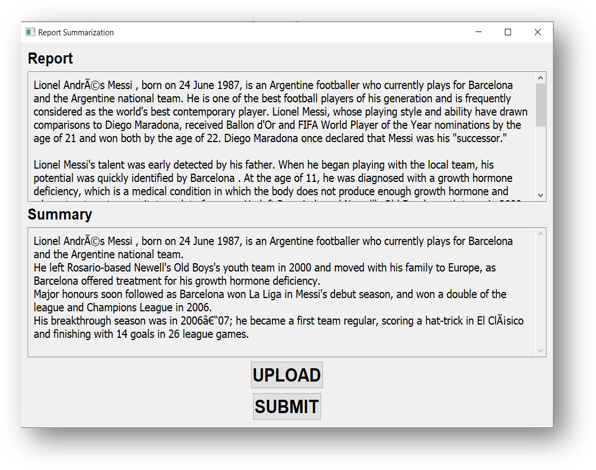 Report Summarization
Report
Lionel AndrÃ©s Messi , born on 24 June 1987, is an Argentine footballer who currently plays for Barcelona
and the Argentine national team. He is one of the best football players of his generation and is frequently
considered as the world's best contemporary player. Lionel Messi, whose playing style and ability have drawn
comparisons to Diego Maradona, received Ballon d'Or and FIFA World Player of the Year nominations by the
age of 21 and won both by the age of 22. Diego Maradona once declared that Messi was his "successor."
Lionel Messi's talent was early detected by his father. When he began playing with the local team, his
potential was quickly identified by Barcelona . At the age of 11, he was diagnosed with a growth hormone
deficiency, which is a medical condition in which the body does not produce enough growth hormone and
Summary
Lionel AndrÃ©s Messi , born on 24 June 1987, is an Argentine footballer who currently plays for Barcelona
and the Argentine national team.
He left Rosario-based Newell's Old Boys's youth team in 2000 and moved with his family to Europe, as
Barcelona offered treatment for his growth hormone deficiency.
Major honours soon followed as Barcelona won La Liga in Messi's debut season, and won a double of the
league and Champions League in 2006.
His breakthrough season was in 2006â€“07; he became a first team regular, scoring a hat-trick in El ClÃ¡sico
and finishing with 14 goals in 26 league games.
UPLOAD
SUBMIT